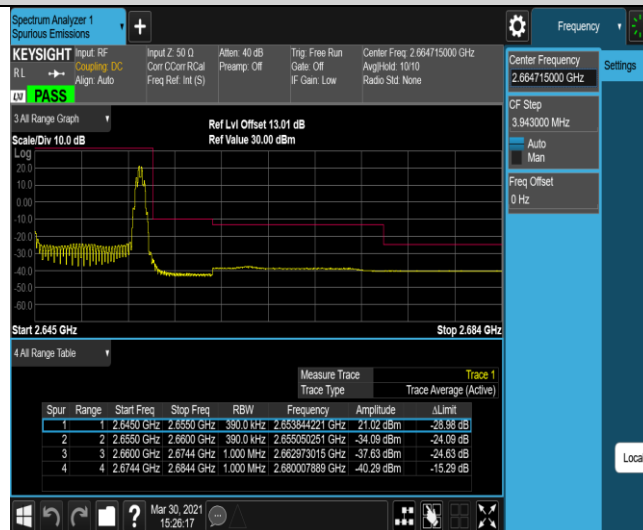 Spectrum Analyzer 1
Spurious Emissions
+
Frequency
KEYSIGHT
RL
LXI
PASS
Input: RF
Coupling: DC
Align: Auto
Input Z: 50 Ω
Corr CCorr RCal
Freq Ref: Int (S)
Atten: 40 dB
Preamp: Off
Trig: Free Run
Gate: Off
IF Gain: Low
Center Freq: 2.664715000 GHz
Avg|Hold: 10/10
Radio Std: None
Center Frequency
2.664715000 GHz
Settings
CF Step
3.943000 MHz
Auto
Man
Freq Offset
0 Hz
3 All Range Graph
Scale/Div 10.0 dB
Ref Lvl Offset 13.01 dB
Ref Value 30.00 dBm
Log
20.0
10.0
0.00
-10.0
-20.0
-30.0
-40.0
-50.0
-60.0
Start 2.645 GHz
Stop 2.684 GHz
4 All Range Table
Measure Trace Trace 1
Trace Type Trace Average (Active)
Spur Range Start Freq Stop Freq RBW Frequency Amplitude ΔLimit
1 1 2.6450 GHz 2.6550 GHz 390.0 kHz 2.653844221 GHz 21.02 dBm -28.98 dB
2 2 2.6550 GHz 2.6600 GHz 390.0 kHz 2.655050251 GHz -34.09 dBm -24.09 dB
3 3 2.6600 GHz 2.6744 GHz 1.000 MHz 2.662973015 GHz -37.63 dBm -24.63 dB
4 4 2.6744 GHz 2.6844 GHz 1.000 MHz 2.680007889 GHz -40.29 dBm -15.29 dB
Local
?
Mar 30, 2021
15:26:17